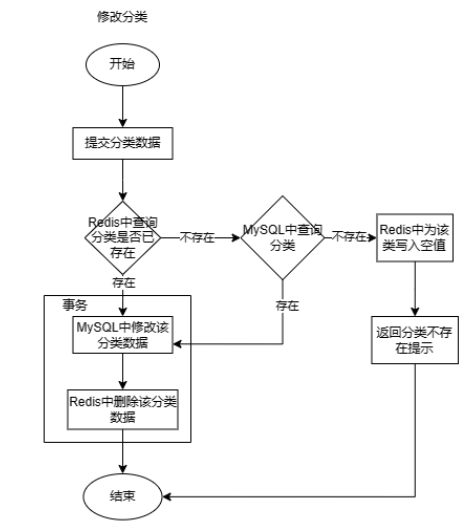 修改分类
开始
提交分类数据
Redis中查询
分类是否已
存在
不存在
MySQL中查询
分类
不存在
Redis中为该
类写入空值
存在
存在
事务
MySQL中修改该
分类数据
返回分类不存
在提示
Redis中删除该分类
数据
结束